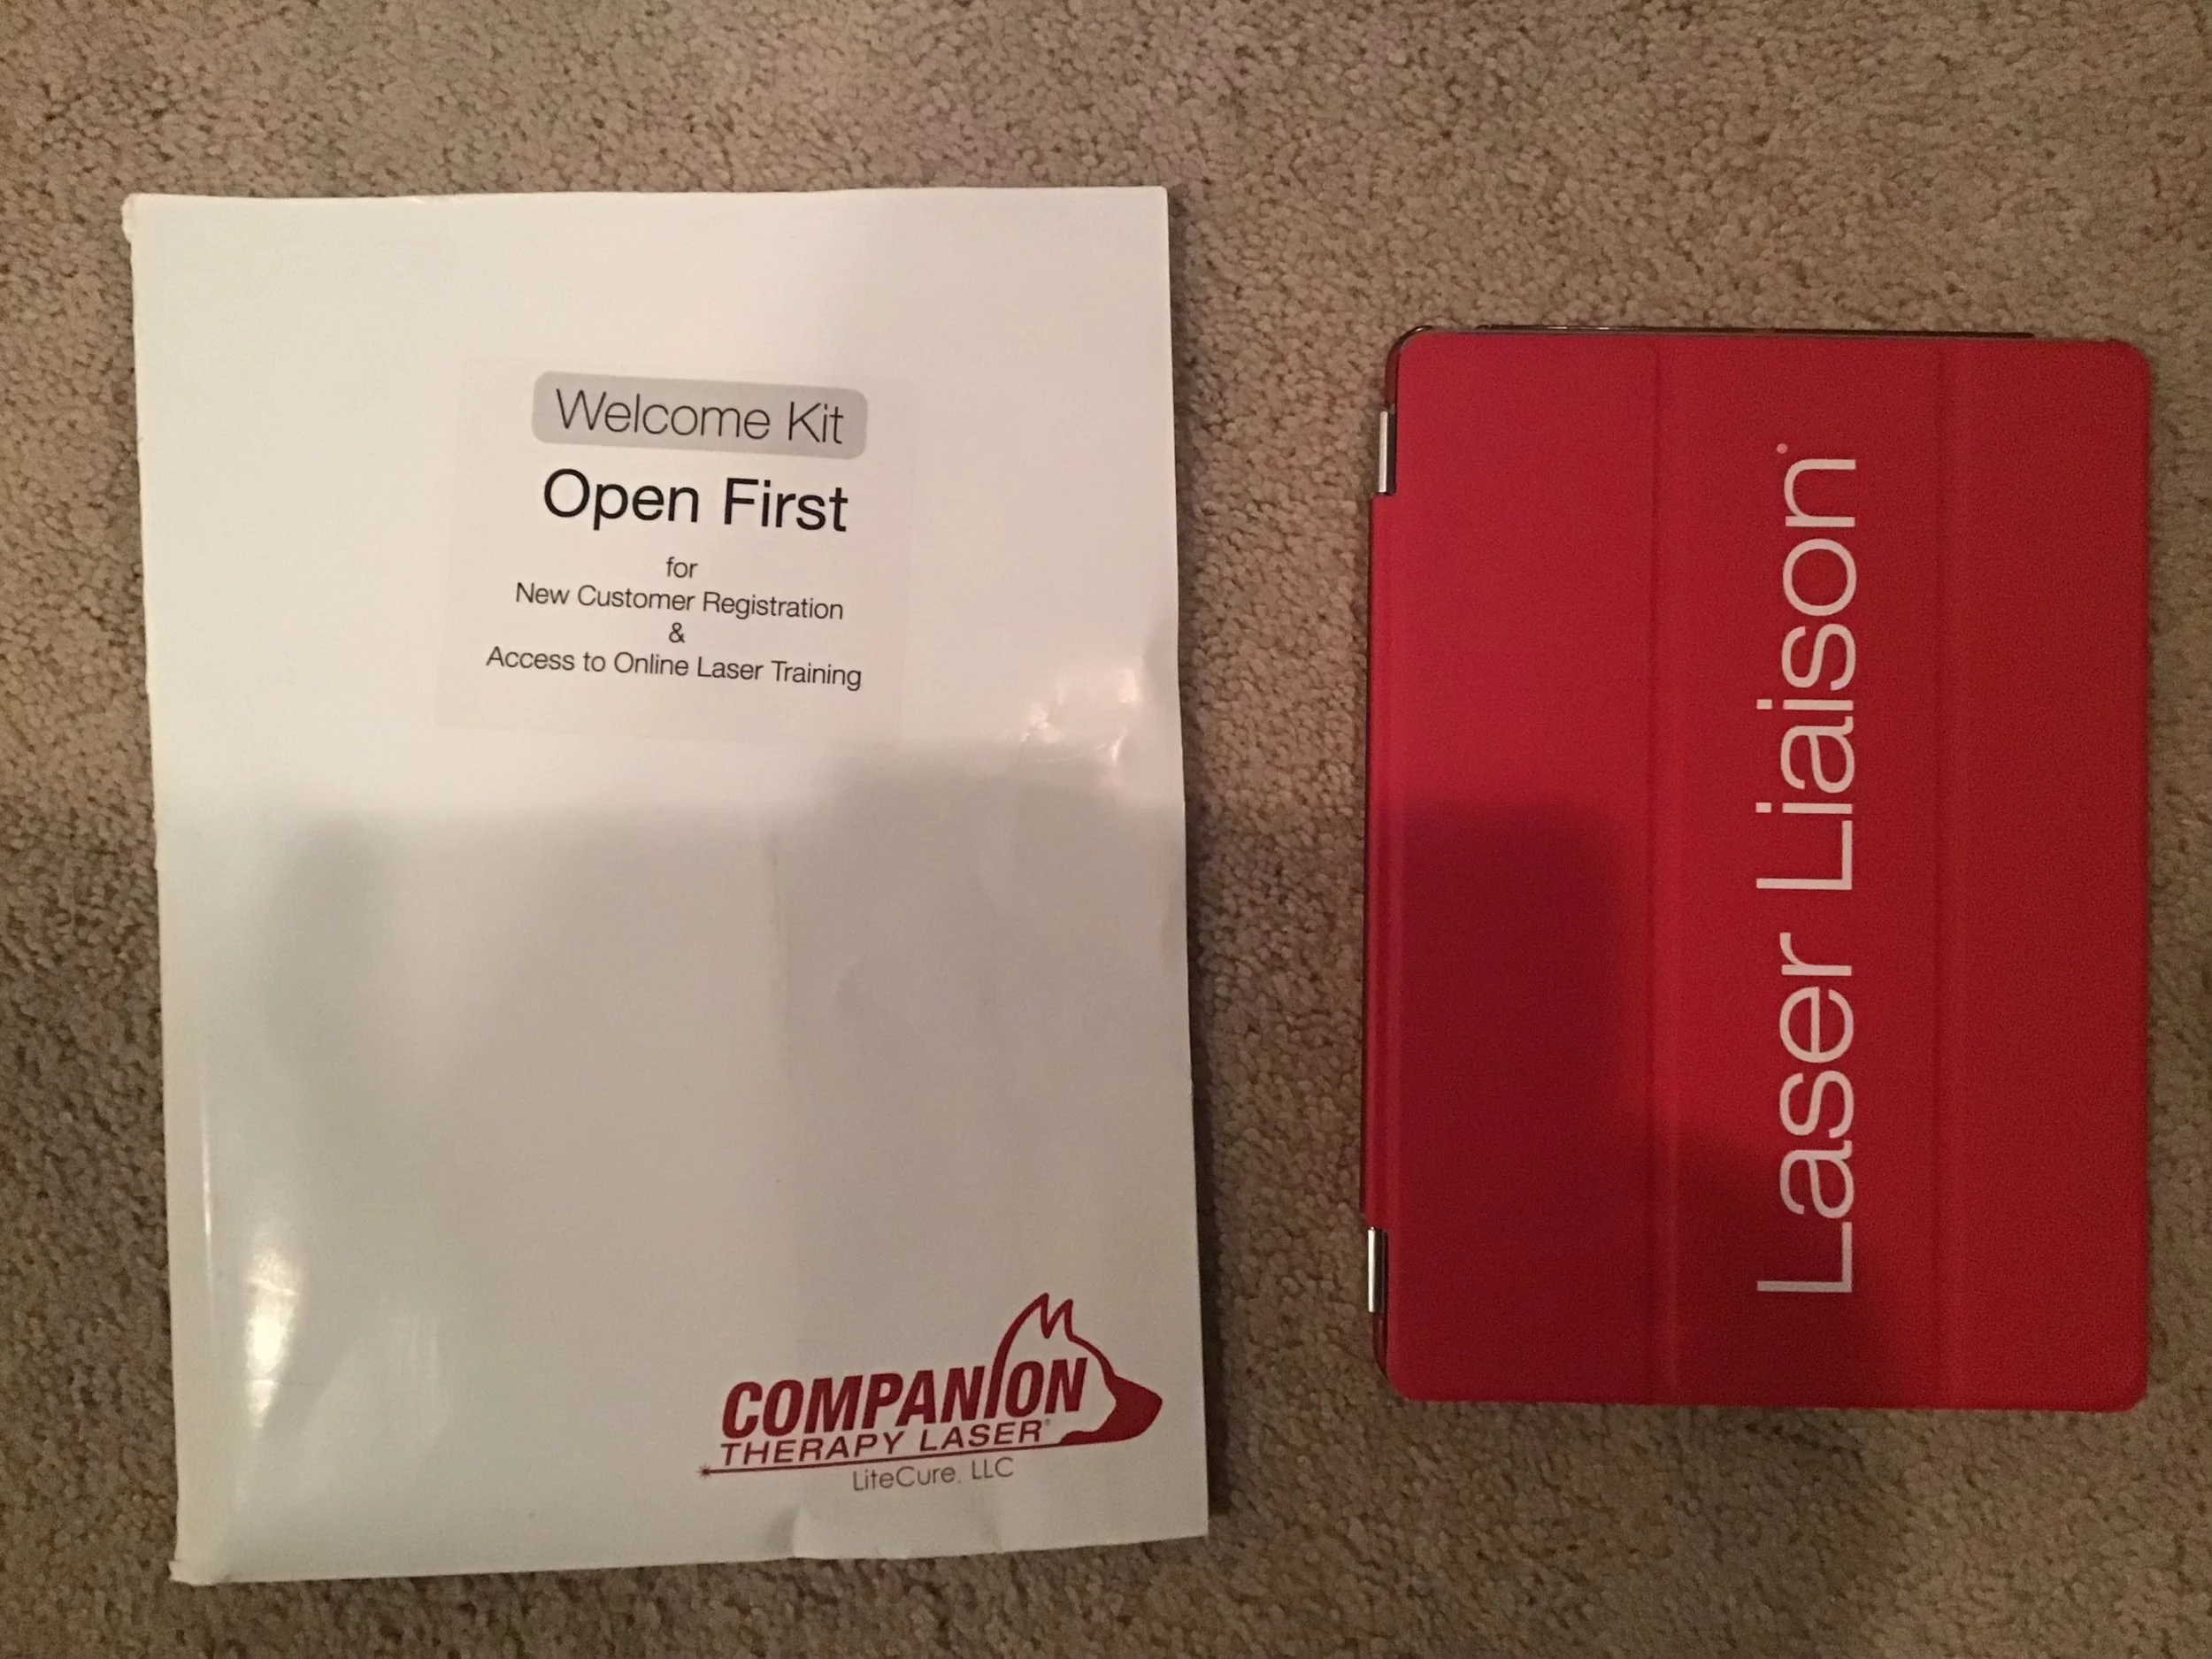 Welcome Kit
Open First
for
New Customer Registration
&
Access to Online Laser Training
COMPANION
THERAPY LASER®
LiteCure, LLC
Laser Liaison